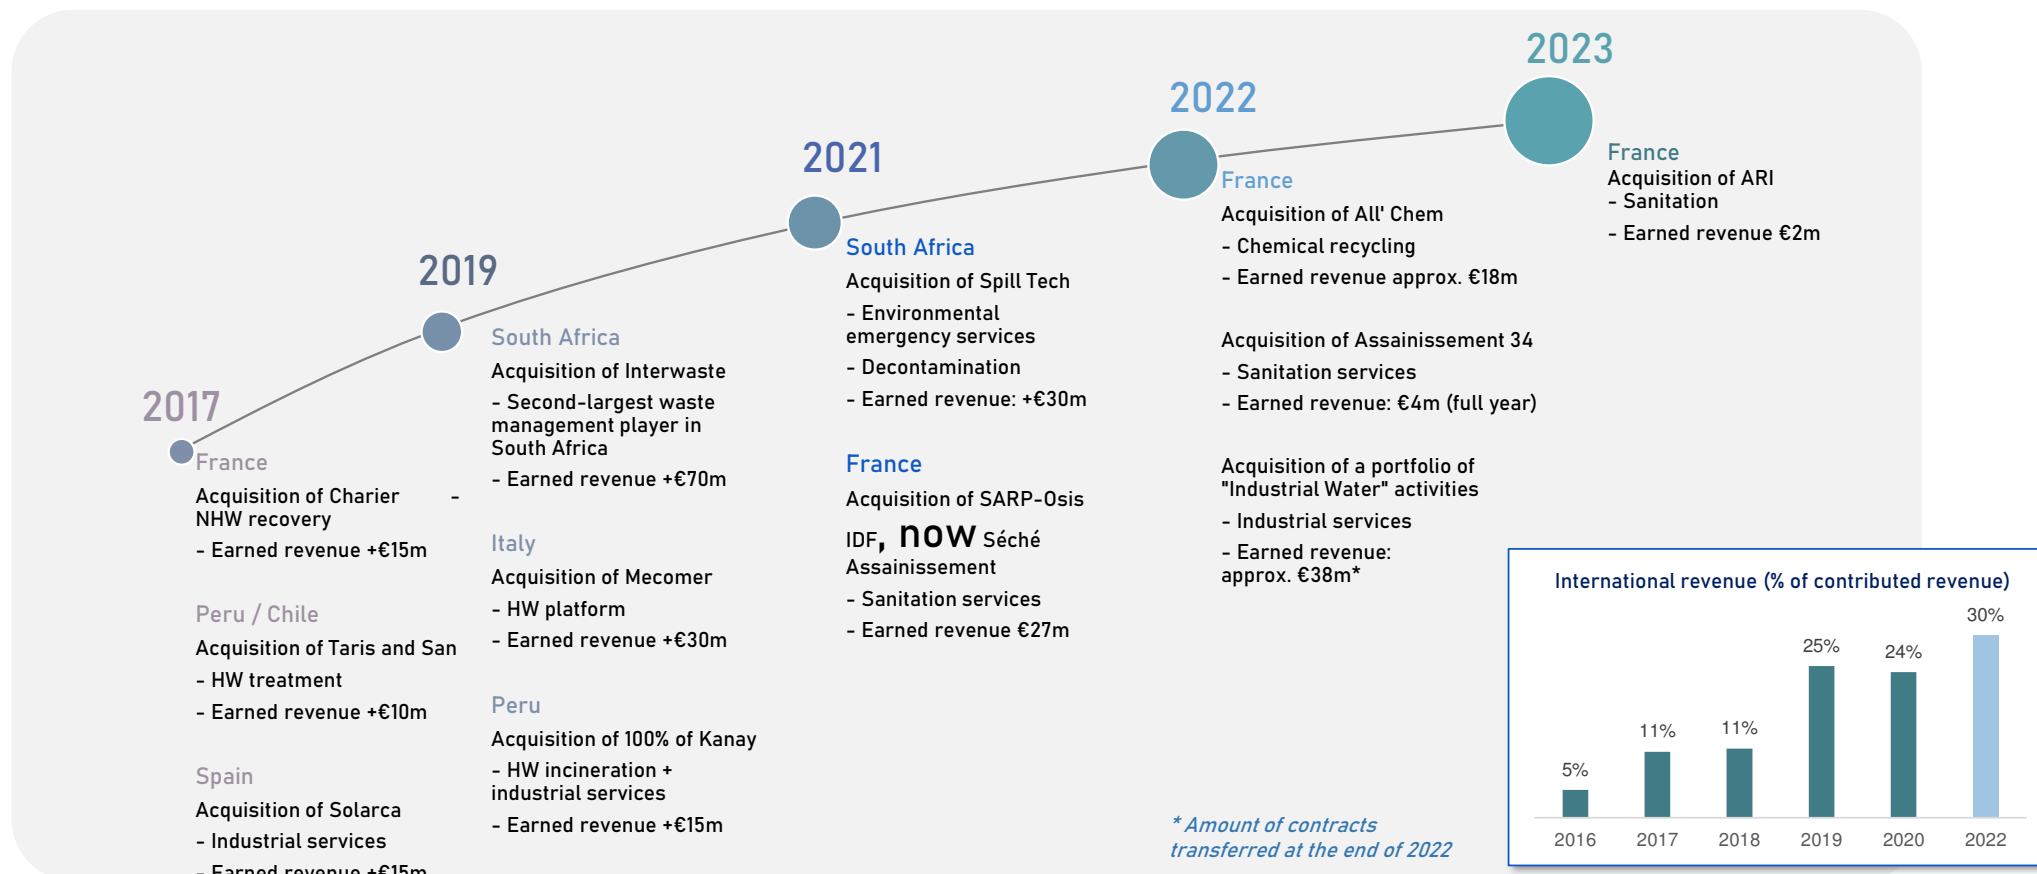 2017
France
Acquisition of Charier -
NHW recovery
- Earned revenue +€15m
Peru / Chile
Acquisition of Taris and San
- HW treatment
- Earned revenue +€10m
Spain
Acquisition of Solarca
- Industrial services
- Earned revenue +€15m
2019
South Africa
Acquisition of Interwaste
- Second-largest waste
management player in
South Africa
- Earned revenue +€70m
Italy
Acquisition of Mecomer
- HW platform
- Earned revenue +€30m
Peru
Acquisition of 100% of Kanay
- HW incineration +
industrial services
- Earned revenue +€15m
2021
South Africa
Acquisition of Spill Tech
- Environmental
emergency services
- Decontamination
- Earned revenue: +€30m
France
Acquisition of SARP-Osis
IDF, now Séché
Assainissement
- Sanitation services
- Earned revenue €27m
2022
France
Acquisition of All' Chem
- Chemical recycling
- Earned revenue approx. €18m
Acquisition of Assainissement 34
- Sanitation services
- Earned revenue: €4m (full year)
Acquisition of a portfolio of
"Industrial Water" activities
- Industrial services
- Earned revenue:
approx. €38m*
* Amount of contracts
transferred at the end of 2022
2023
France
Acquisition of ARI
- Sanitation
- Earned revenue €2m
International revenue (% of contributed revenue)
5% 11% 11% 25% 24% 30%
2016 2017 2018 2019 2020 2022